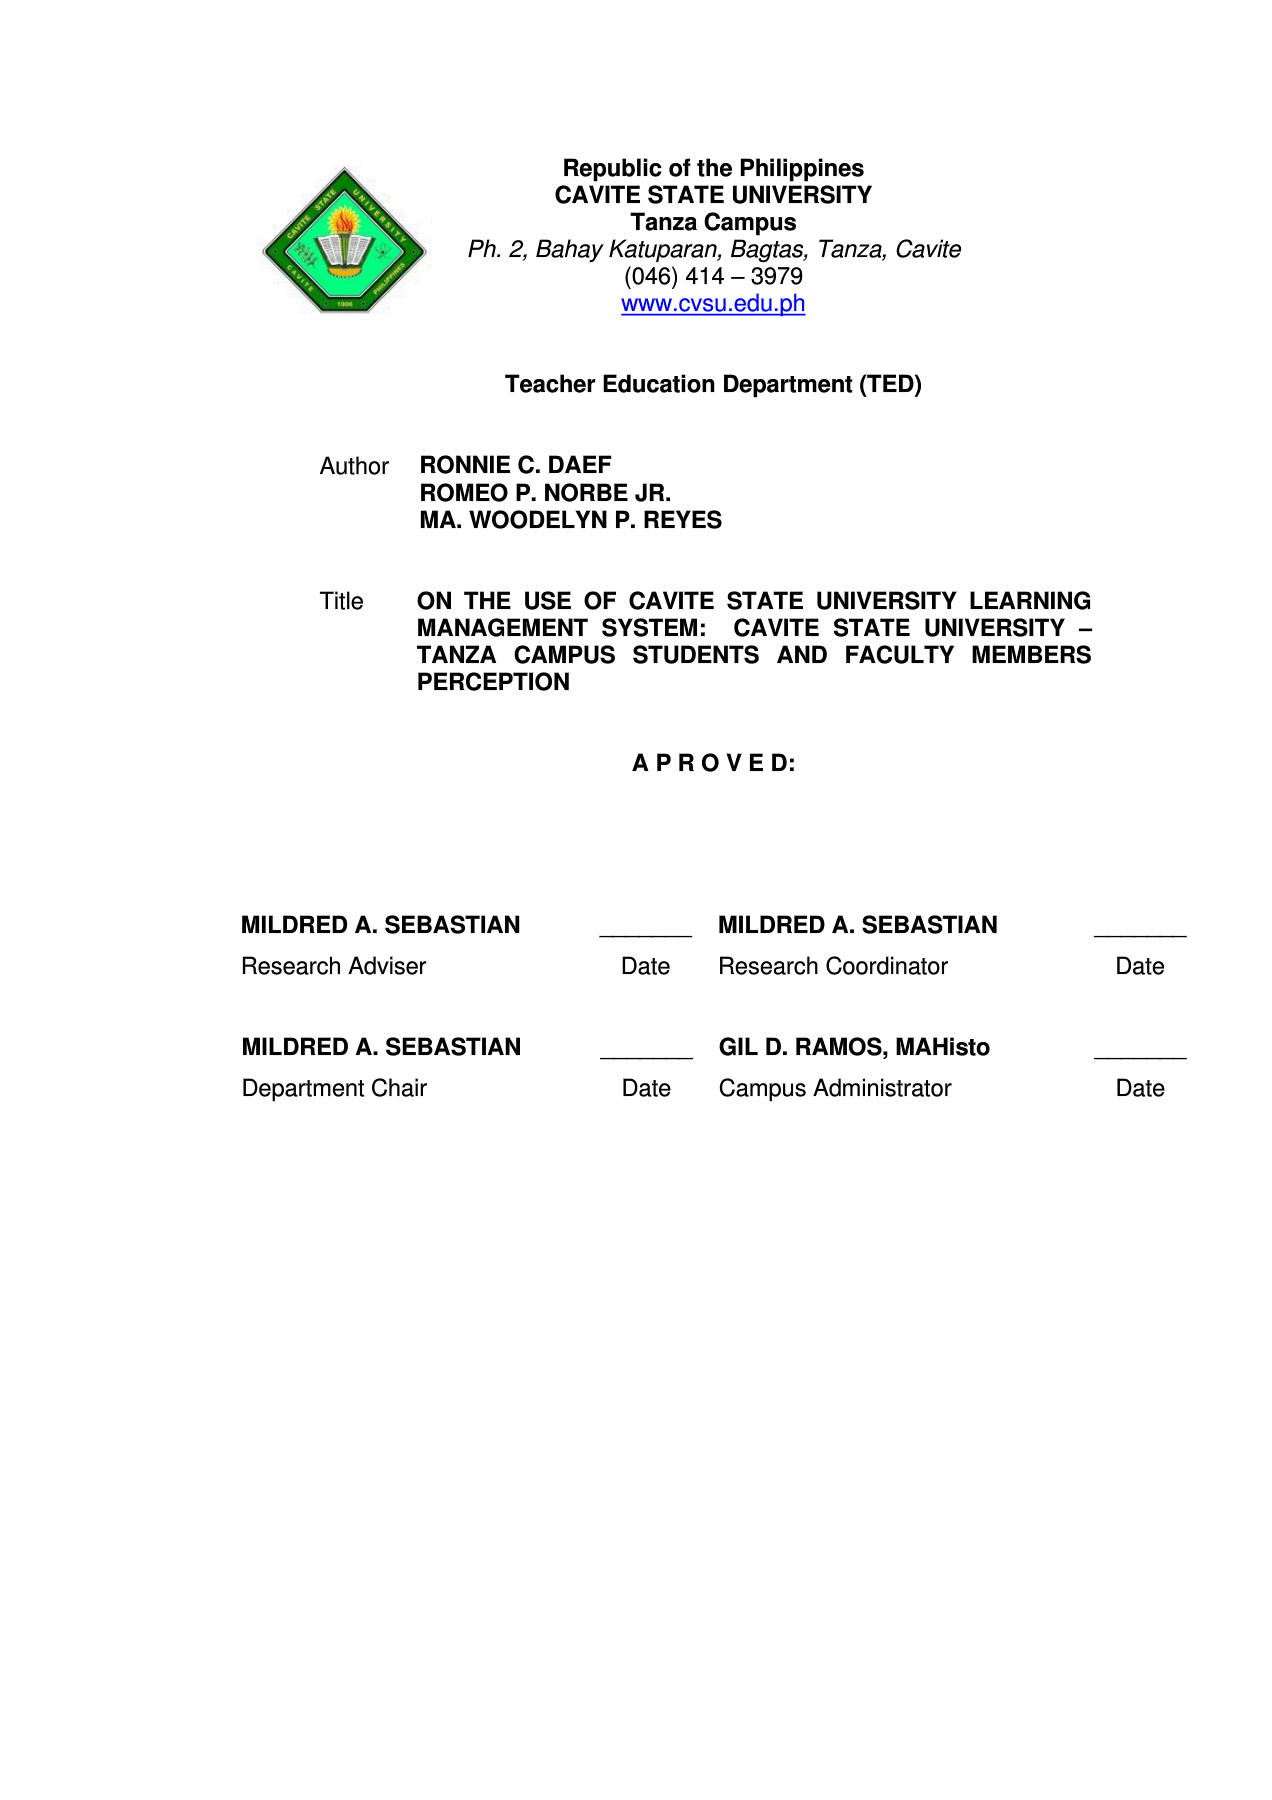 Republic of the Philippines
CAVITE STATE UNIVERSITY
Tanza Campus
Ph. 2, Bahay Katuparan, Bagtas, Tanza, Cavite
(046) 414 – 3979
www.cvsu.edu.ph
CAVITE STATE UNIVERSITY
CAVITE 1906 PHILIPPINES
Teacher Education Department (TED)
Author RONNIE C. DAEF
ROMEO P. NORBE JR.
MA. WOODELYN P. REYES
Title ON THE USE OF CAVITE STATE UNIVERSITY LEARNING
MANAGEMENT SYSTEM: CAVITE STATE UNIVERSITY –
TANZA CAMPUS STUDENTS AND FACULTY MEMBERS
PERCEPTION
A P R O V E D:
MILDRED A. SEBASTIAN _______ MILDRED A. SEBASTIAN _______
Research Adviser Date Research Coordinator Date
MILDRED A. SEBASTIAN _______ GIL D. RAMOS, MAHisto _______
Department Chair Date Campus Administrator Date